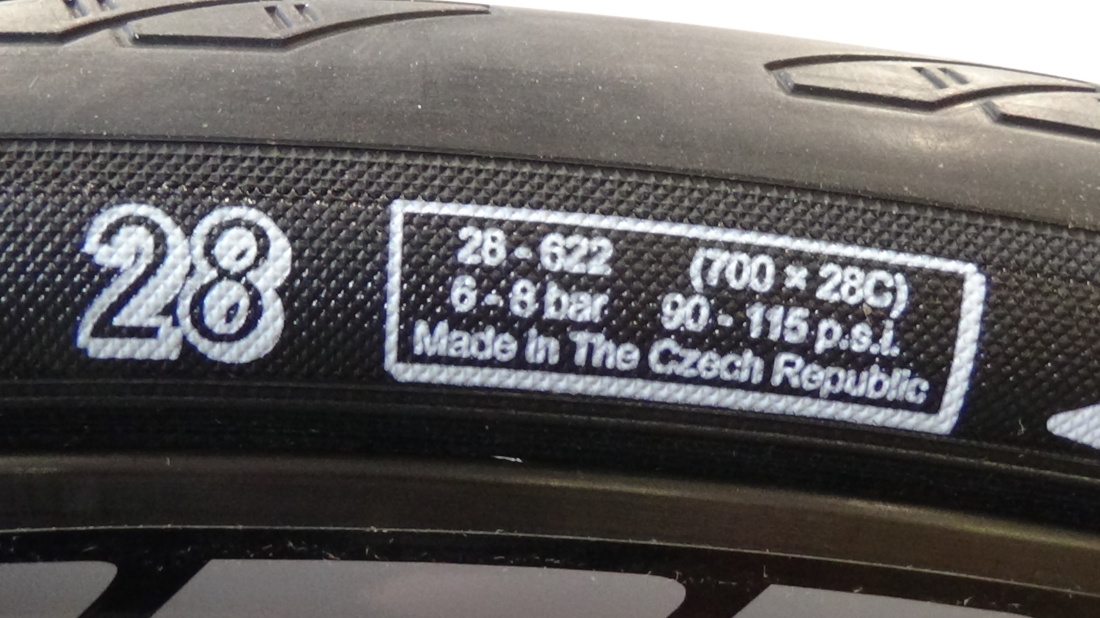 28
28 - 622 (700 x 28C)
6 - 8 bar 90 - 115 p.s.i.
Made In The Czech Republic